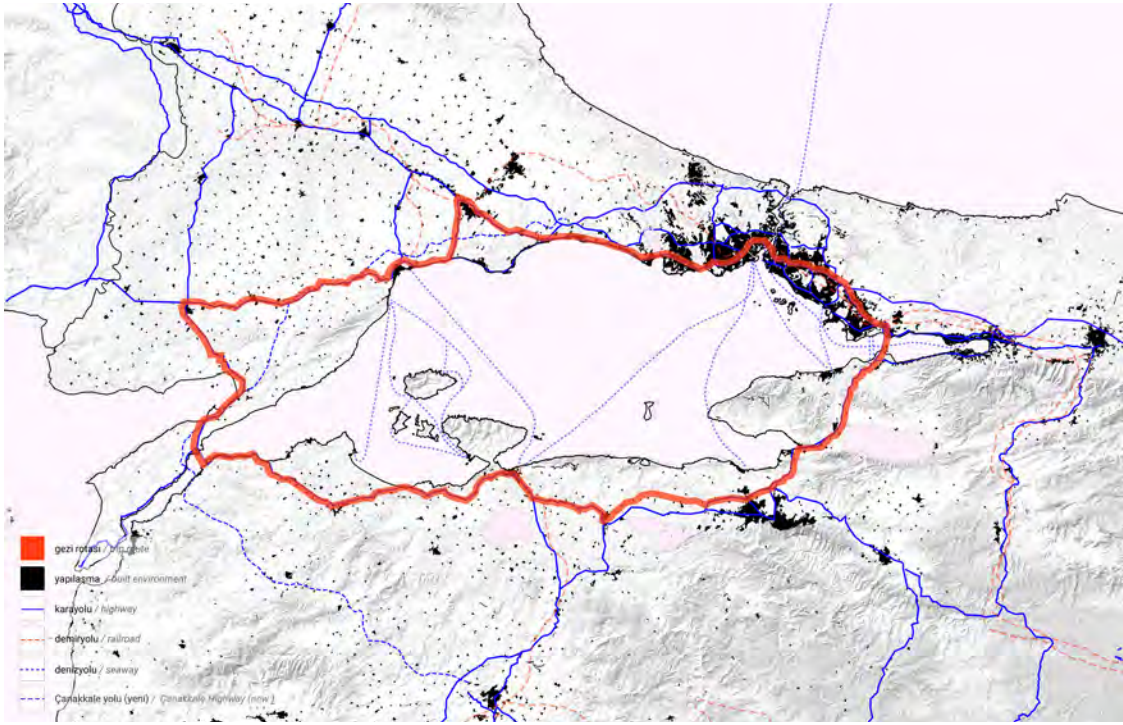 gezi rotası / trip route
yapılaşma / built environment
karayolu / highway
demiryolu / railroad
denizyolu / seaway
Çanakkale yolu (yeni) / Çanakkale Highway (new)